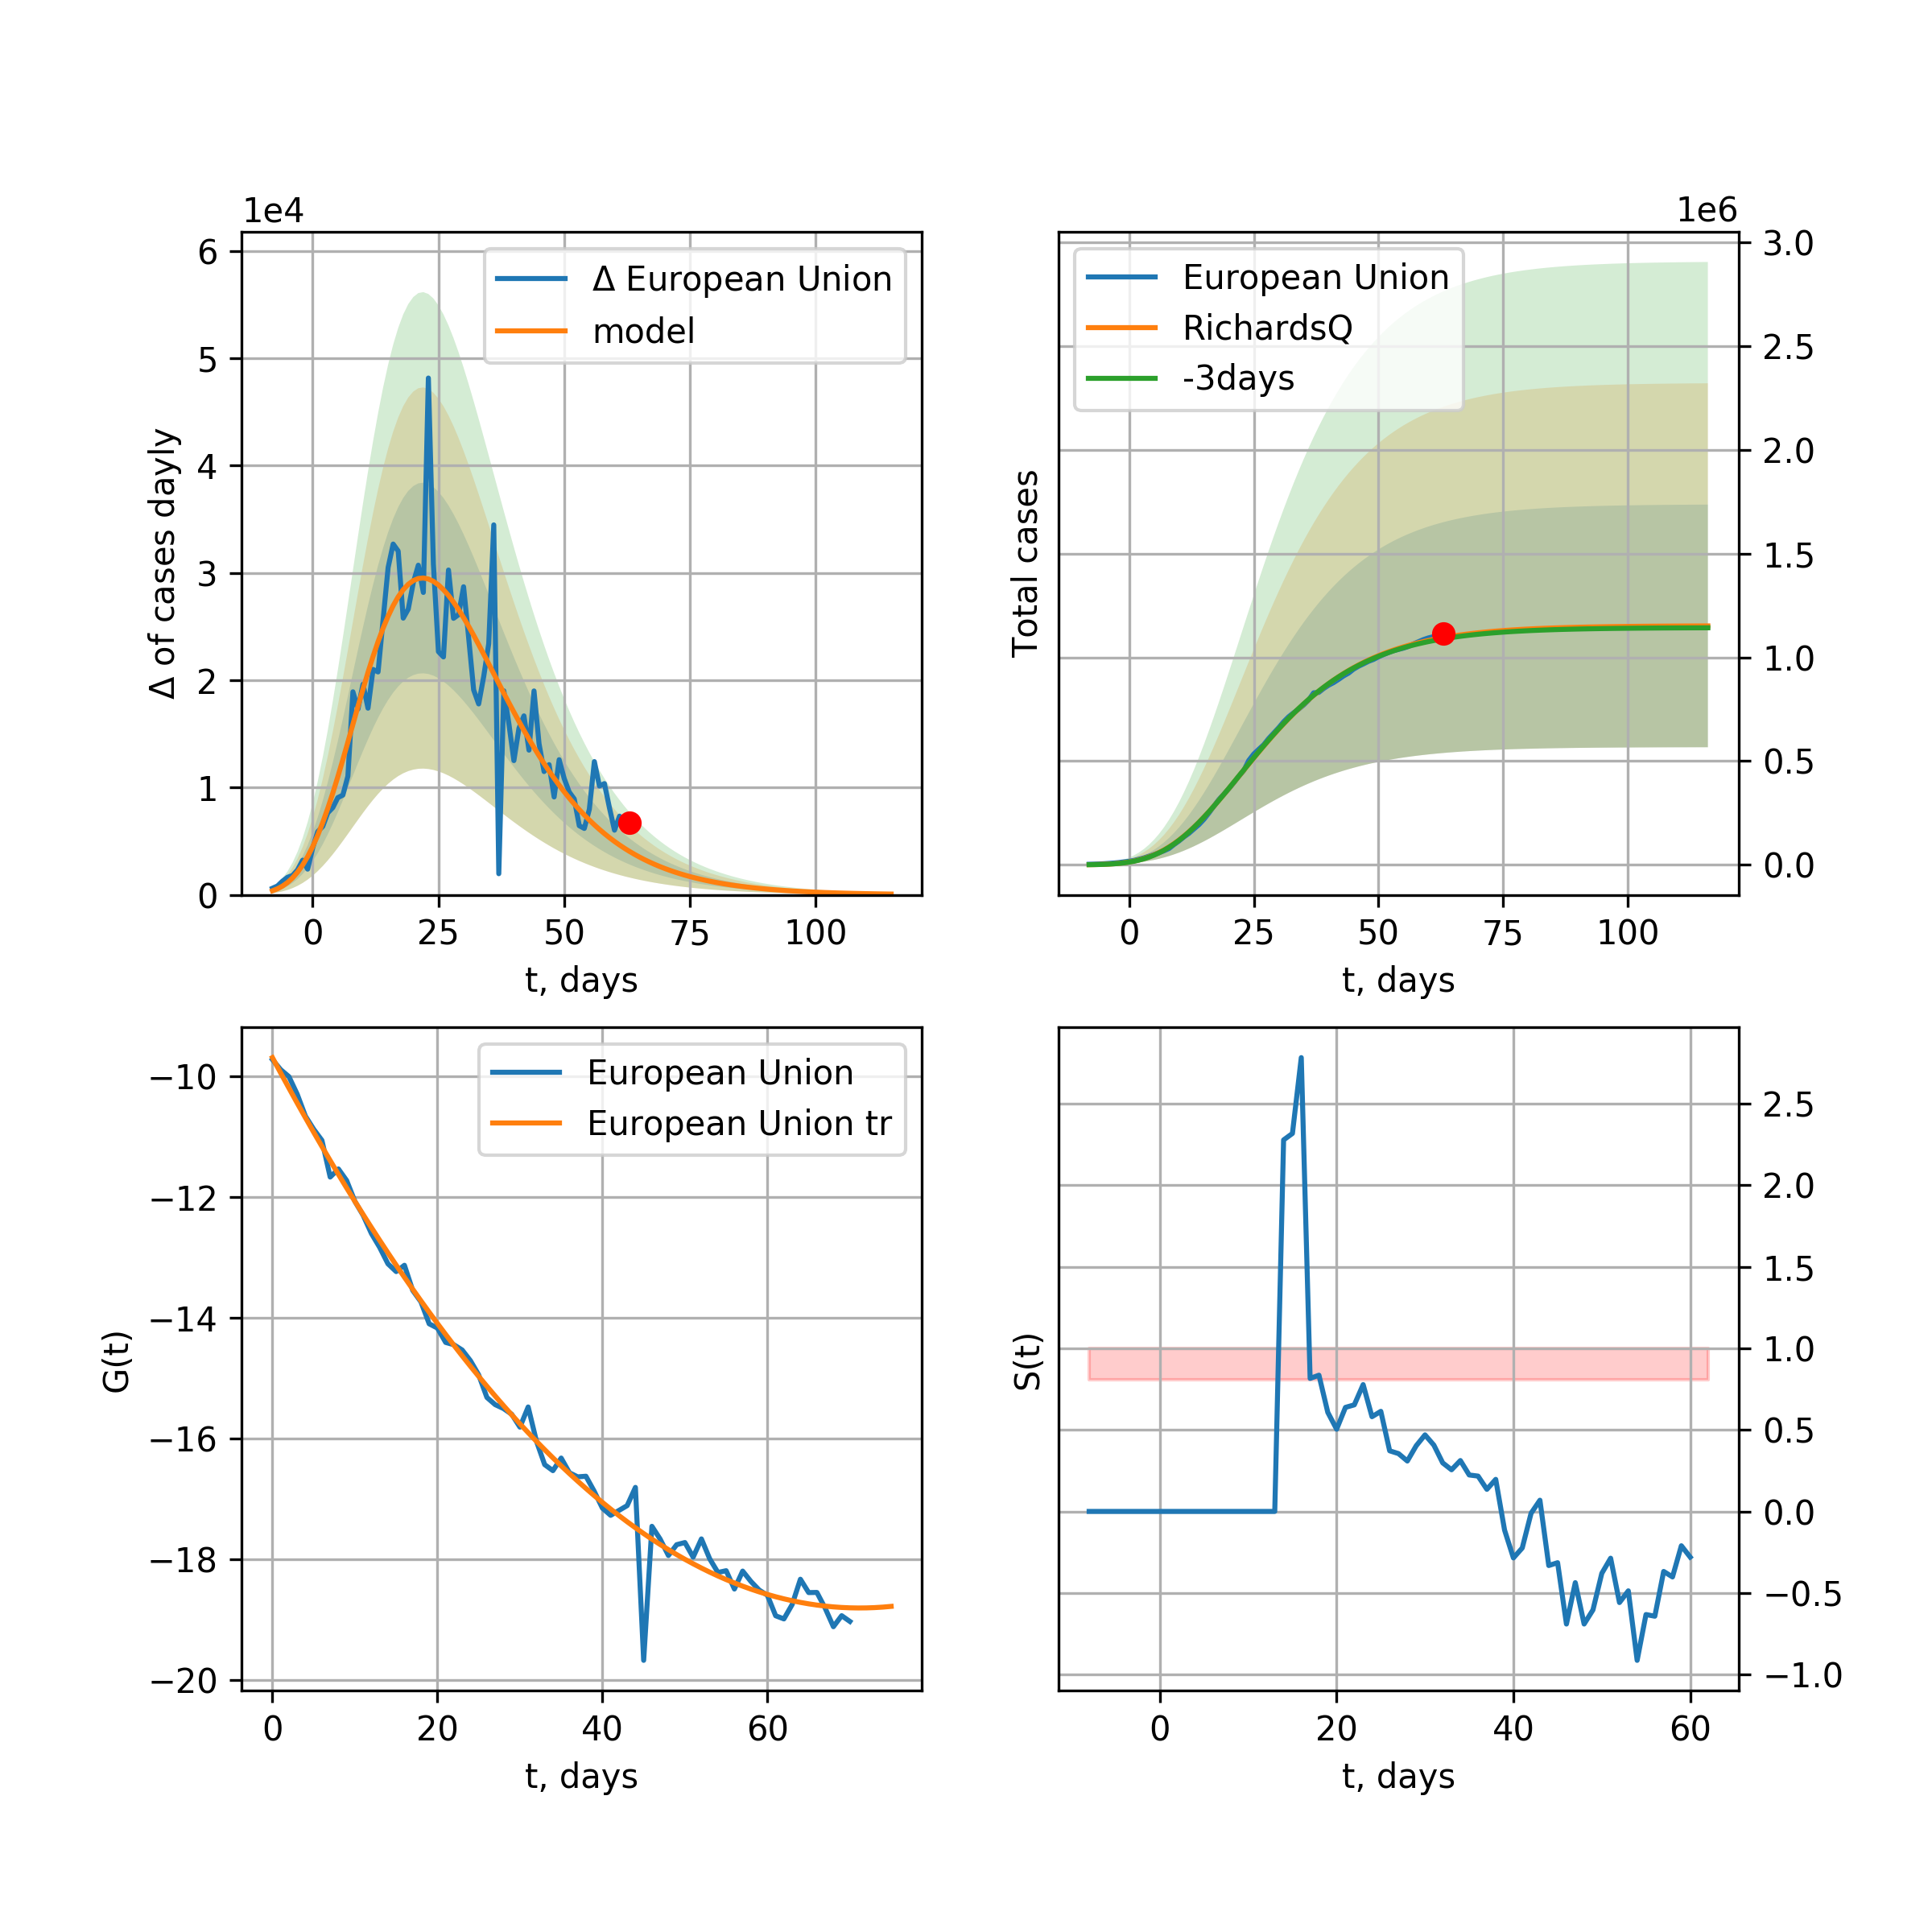 1e4
6
5
4
3
2
1
0
Δ of cases dayly
Δ European Union
model
0 25 50 75 100
t, days
1e6
3.0
2.5
2.0
1.5
1.0
0.5
0.0
Total cases
European Union
RichardsQ
-3days
0 25 50 75 100
t, days
−10
−12
−14
−16
−18
−20
G(t)
European Union
European Union tr
0 20 40 60
t, days
2.5
2.0
1.5
1.0
0.5
0.0
−0.5
−1.0
S(t)
0 20 40 60
t, days